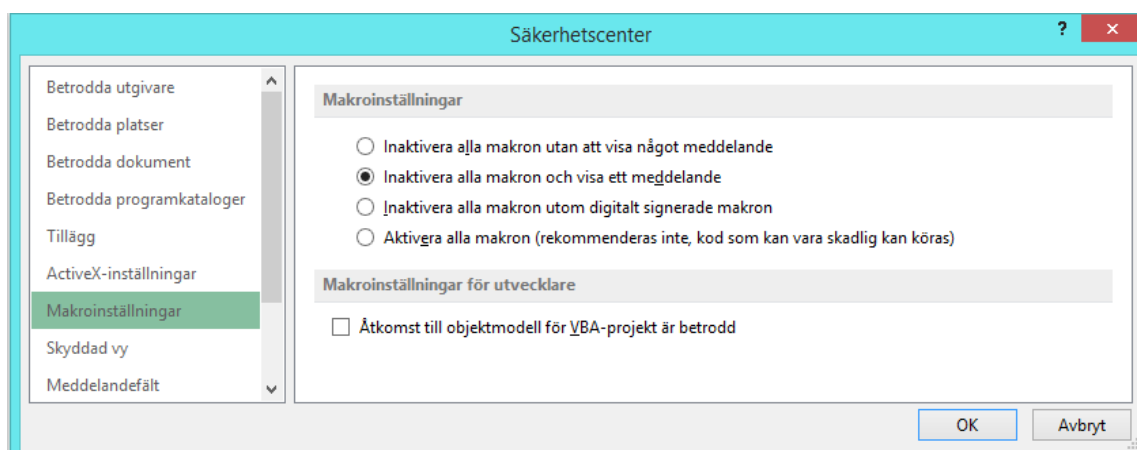 Säkerhetscenter
?
Betrodda utgivare
Betrodda platser
Betrodda dokument
Betrodda programkataloger
Tillägg
ActiveX-inställningar
Makroinställningar
Skyddad vy
Meddelandefält
Makroinställningar
Inaktivera alla makron utan att visa något meddelande
Inaktivera alla makron och visa ett meddelande
Inaktivera alla makron utom digitalt signerade makron
Aktivera alla makron (rekommenderas inte, kod som kan vara skadlig kan köras)
Makroinställningar för utvecklare
Åtkomst till objektmodell för VBA-projekt är betrodd
OK
Avbryt